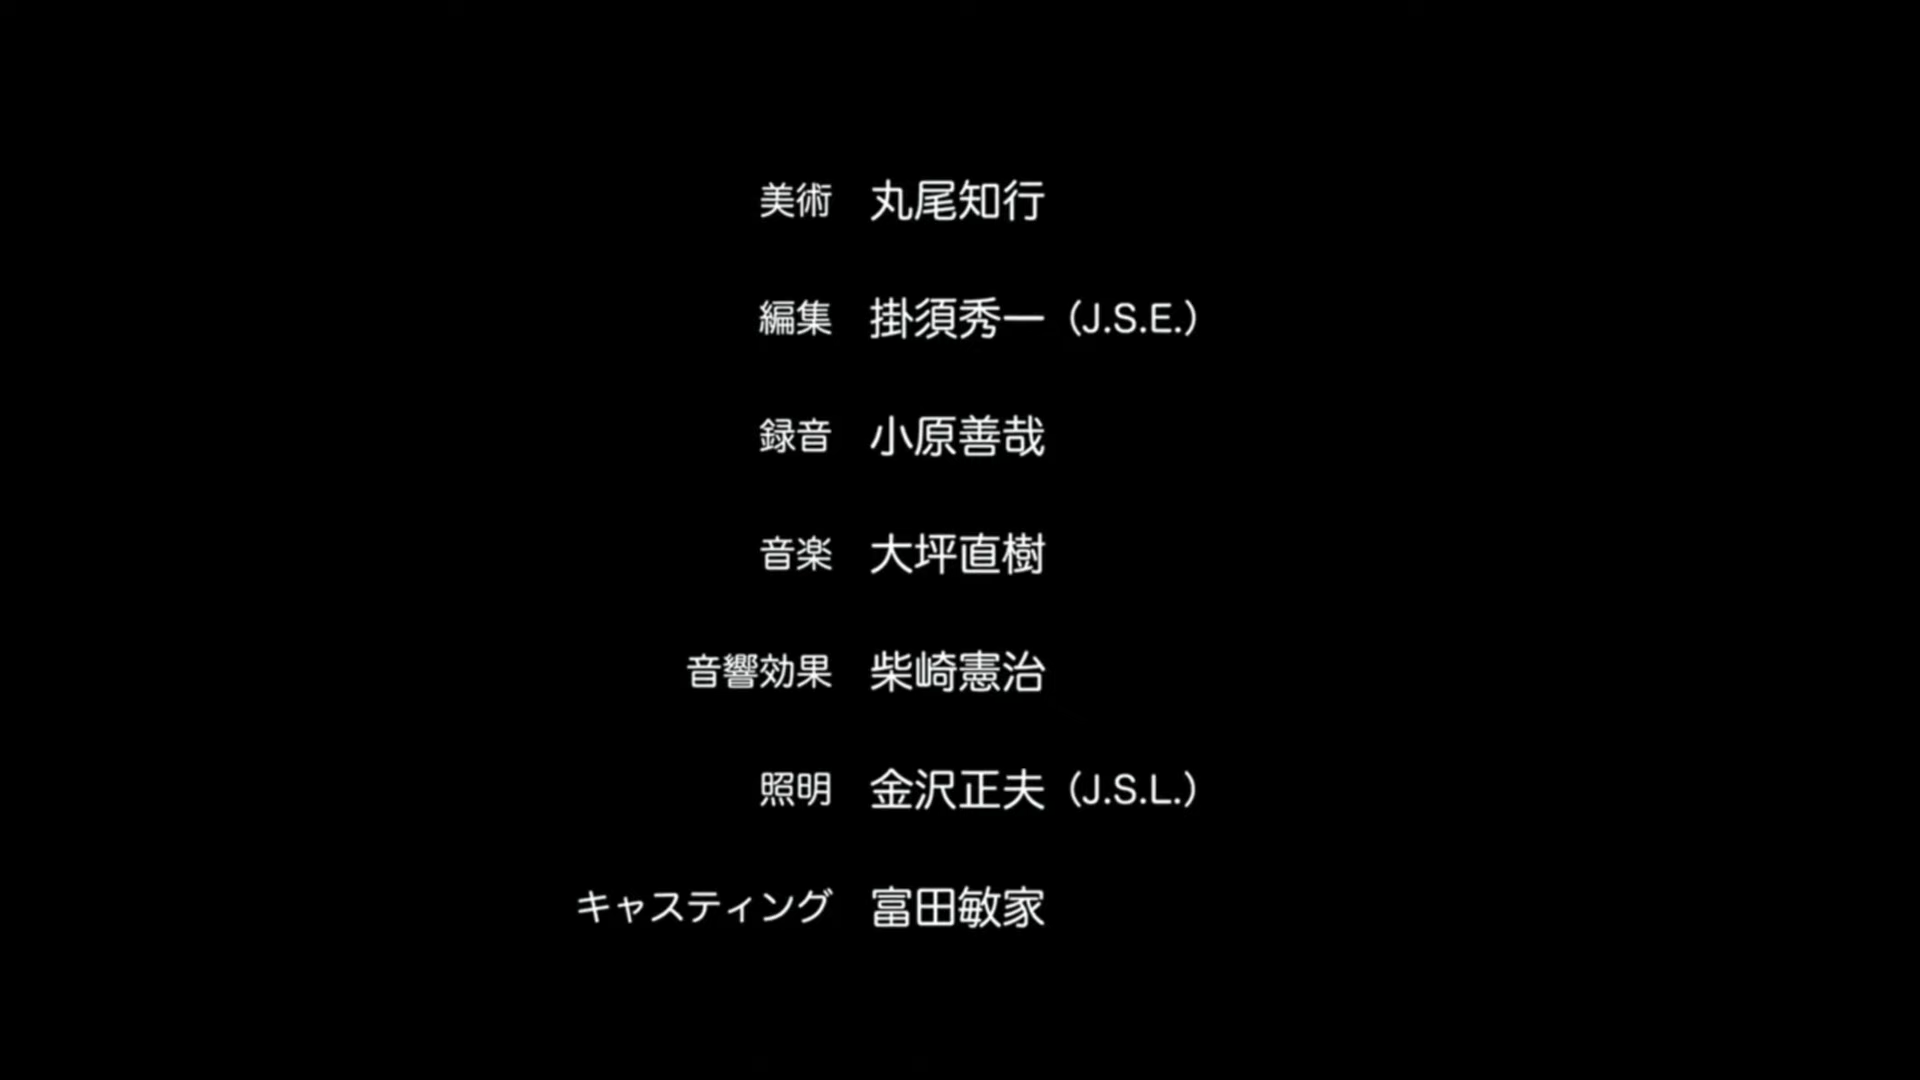 美術 丸尾知行
編集 掛須秀一（J.S.E.）
録音 小原善哉
音楽 大坪直樹
音響効果 柴崎憲治
照明 金沢正夫（J.S.L.）
キャスティング 富田敏家